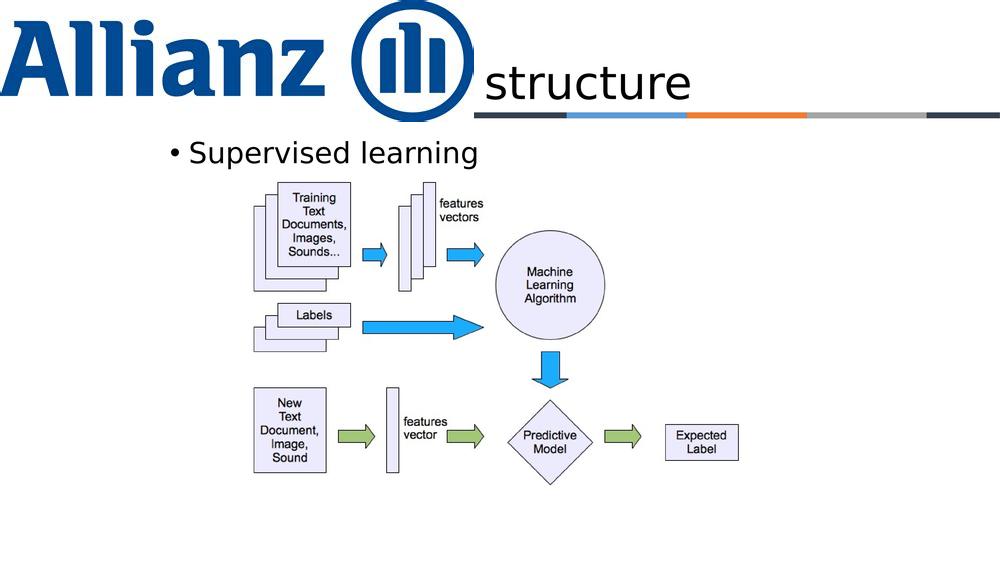 Allianz
structure
• Supervised learning
Training
Text
Documents,
Images,
Sounds...
features
vectors
Machine
Learning
Algorithm
Labels
New
Text
Document,
Image,
Sound
features
vector
Predictive
Model
Expected
Label